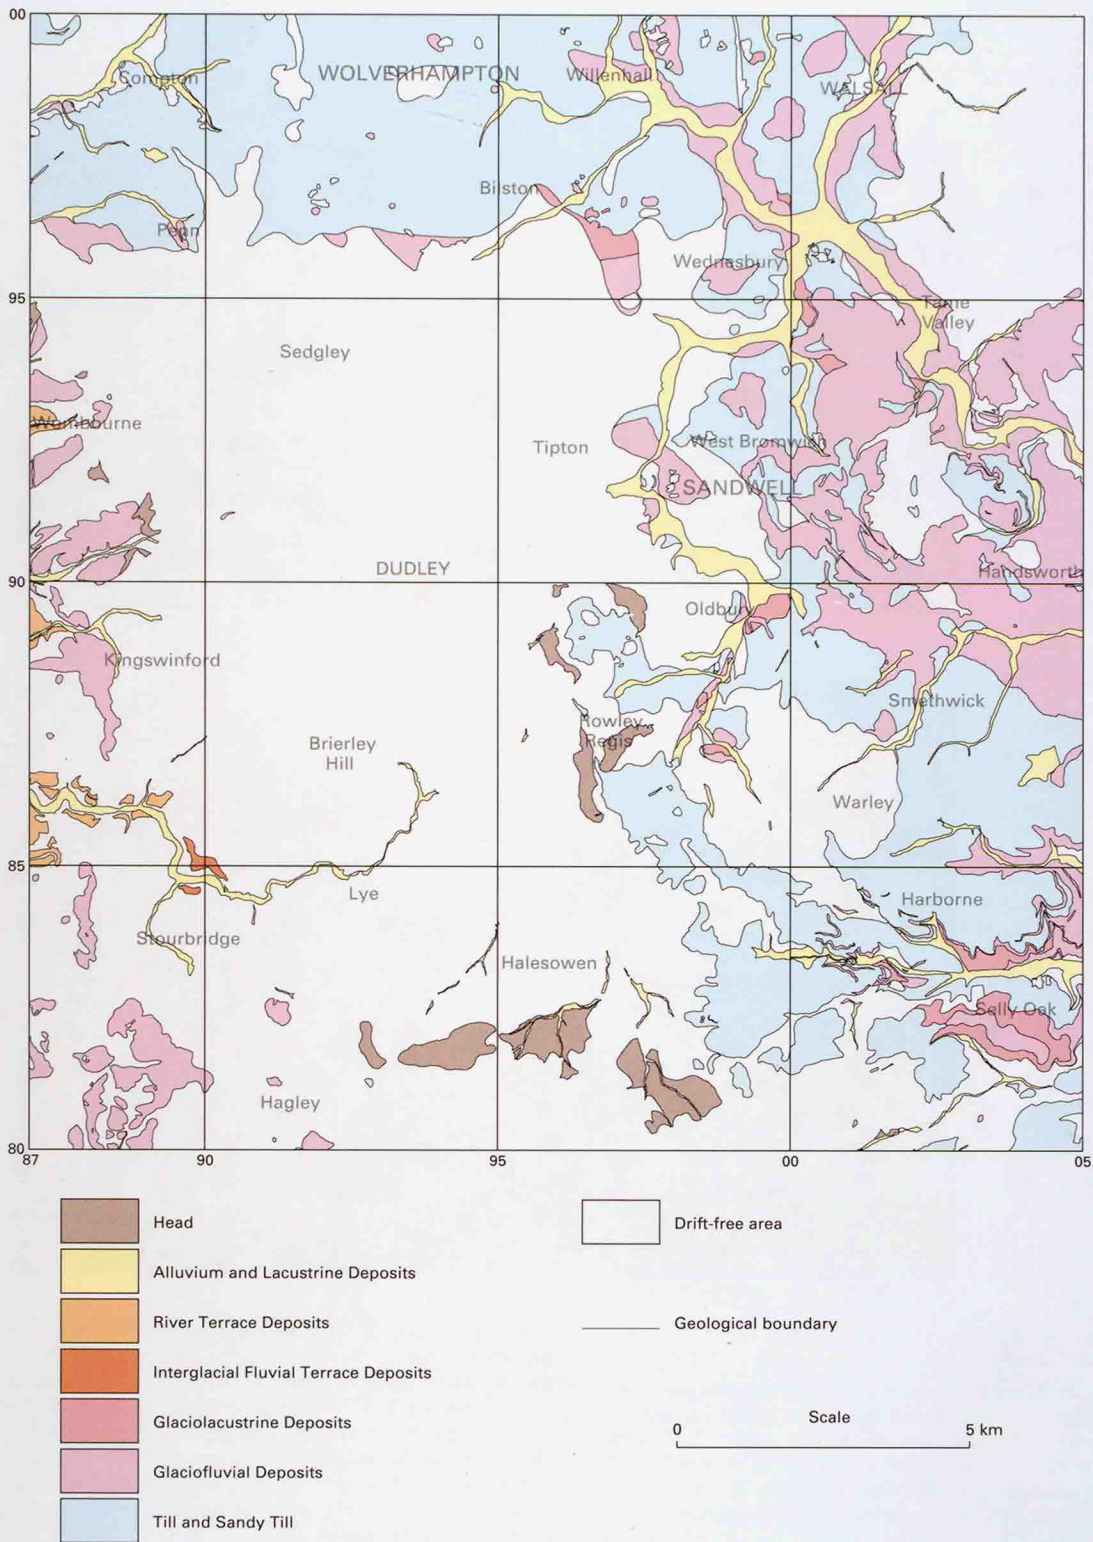 00
Compton
WOLVERHAMPTON
Willenhall
WALSALL
Bilston
Penn
Wednesbury
95
Tame
Valley
Sedgley
Wombourne
Tipton
West Bromwich
SANDWELL
DUDLEY
Handsworth
90
Oldbury
Kingswinford
Smethwick
Rowley
Regis
Brierley
Hill
Warley
85
Lye
Harborne
Stourbridge
Halesowen
Selly Oak
Hagley
80
87 90 95 00 05
Head
Drift-free area
Alluvium and Lacustrine Deposits
River Terrace Deposits
Geological boundary
Interglacial Fluvial Terrace Deposits
Glaciolacustrine Deposits
Scale
0 5 km
Glaciofluvial Deposits
Till and Sandy Till